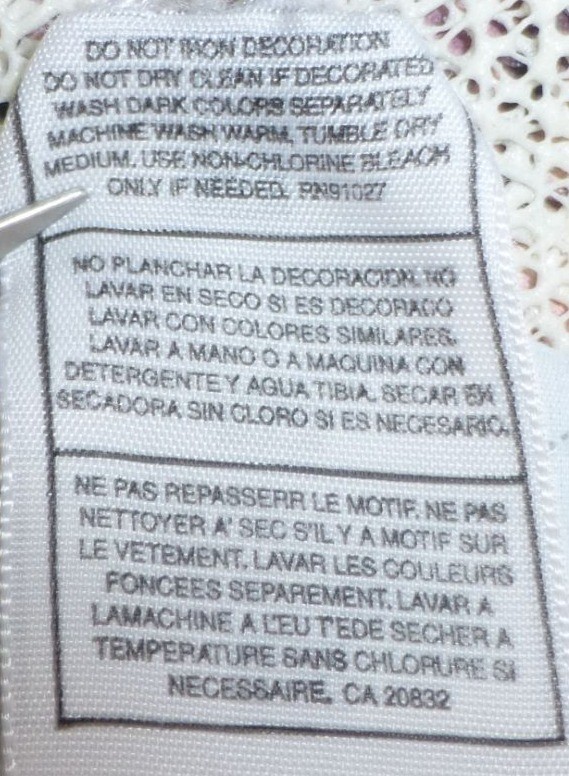 DO NOT IRON DECORATION
DO NOT DRY CLEAN IF DECORATED
WASH DARK COLORS SEPARATELY
MACHINE WASH WARM, TUMBLE DRY
MEDIUM. USE NON-CHLORINE BLEACH
ONLY IF NEEDED. RN91027
NO PLANCHAR LA DECORACION. NO
LAVAR EN SECO SI ES DECORADO
LAVAR CON COLORES SIMILARES.
LAVAR A MANO O A MAQUINA CON
DETERGENTE Y AGUA TIBIA. SECAR EN
SECADORA SIN CLORO SI ES NECESARIO.
NE PAS REPASSERR LE MOTIF. NE PAS
NETTOYER A' SEC S'IL Y A MOTIF SUR
LE VETEMENT. LAVAR LES COULEURS
FONCEES SEPAREMENT. LAVAR A
LAMACHINE A L'EU T'EDE SECHER A
TEMPERATURE SANS CHLORURE SI
NECESSAIRE. CA 20832